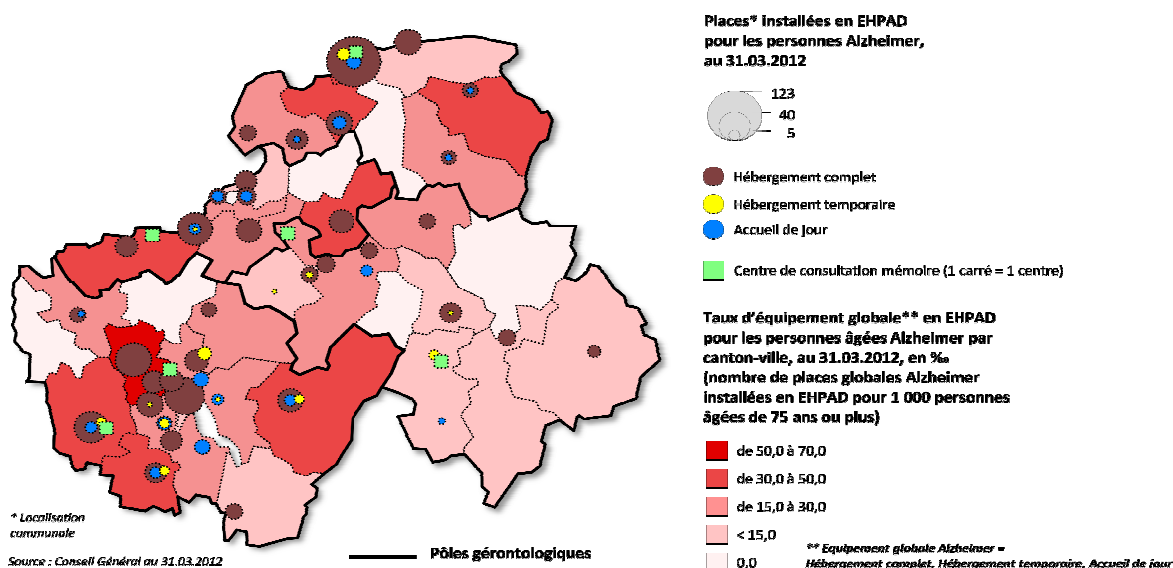 Places* installées en EHPAD
pour les personnes Alzheimer,
au 31.03.2012
123
40
5
Hébergement complet
Hébergement temporaire
Accueil de jour
Centre de consultation mémoire (1 carré = 1 centre)
Taux d'équipement globale** en EHPAD
pour les personnes âgées Alzheimer par
canton-ville, au 31.03.2012, en ‰
(nombre de places globales Alzheimer
installées en EHPAD pour 1 000 personnes
âgées de 75 ans ou plus)
de 50,0 à 70,0
de 30,0 à 50,0
de 15,0 à 30,0
< 15,0
0,0
* Localisation
communale
Source : Conseil Général au 31.03.2012
Pôles gérontologiques
** Equipement globale Alzheimer =
Hébergement complet, Hébergement temporaire, Accueil de jour